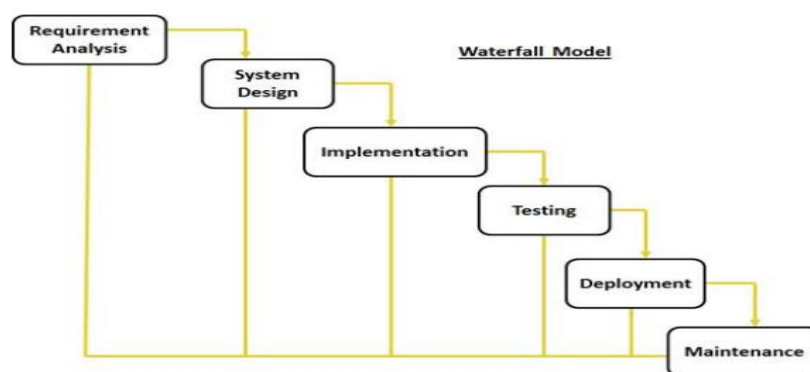 Requirement
Analysis
Waterfall Model
System
Design
Implementation
Testing
Deployment
Maintenance